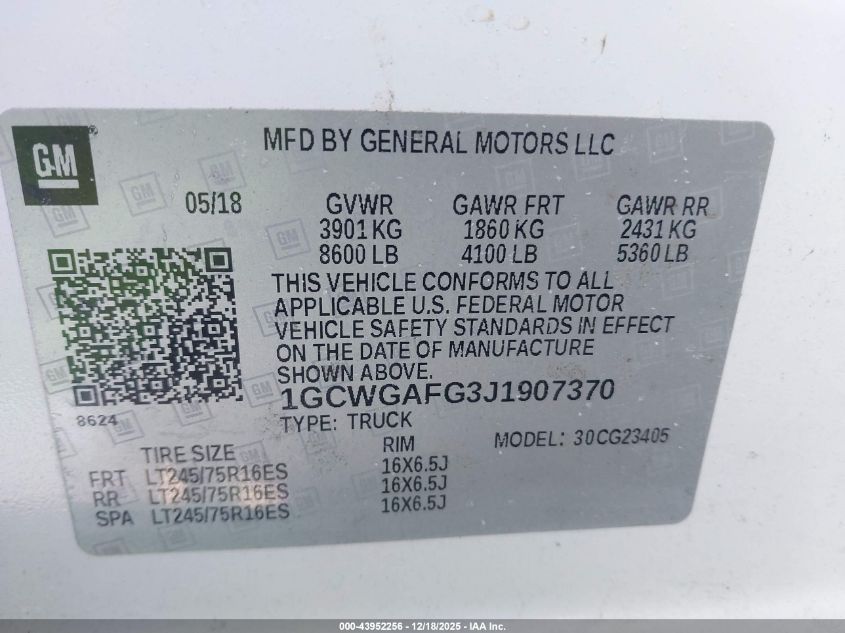 GM
MFD BY GENERAL MOTORS LLC
05/18 GVWR GAWR FRT GAWR RR
3901 KG 1860 KG 2431 KG
8600 LB 4100 LB 5360 LB
THIS VEHICLE CONFORMS TO ALL
APPLICABLE U.S. FEDERAL MOTOR
VEHICLE SAFETY STANDARDS IN EFFECT
ON THE DATE OF MANUFACTURE
SHOWN ABOVE.
1GCWGAFG3J1907370
8624
TYPE: TRUCK
MODEL: 30CG23405
TIRE SIZE RIM
FRT LT245/75R16ES 16X6.5J
RR LT245/75R16ES 16X6.5J
SPA LT245/75R16ES 16X6.5J
000-43952256 - 12/18/2025 - IAA Inc.